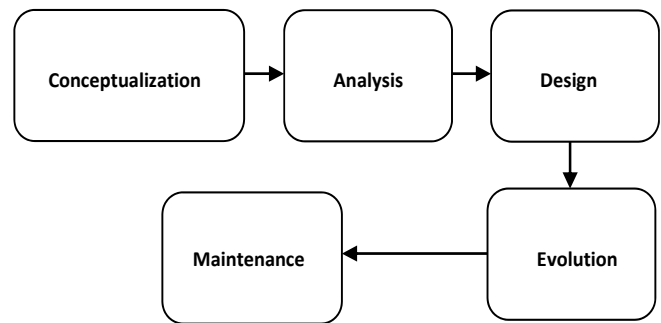 Conceptualization
Analysis
Design
Evolution
Maintenance